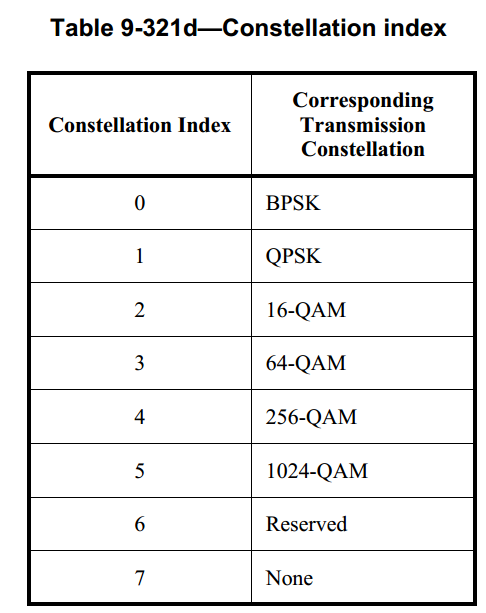 Table 9-321d—Constellation index
Constellation Index
Corresponding
Transmission
Constellation
0 BPSK
1 QPSK
2 16-QAM
3 64-QAM
4 256-QAM
5 1024-QAM
6 Reserved
7 None